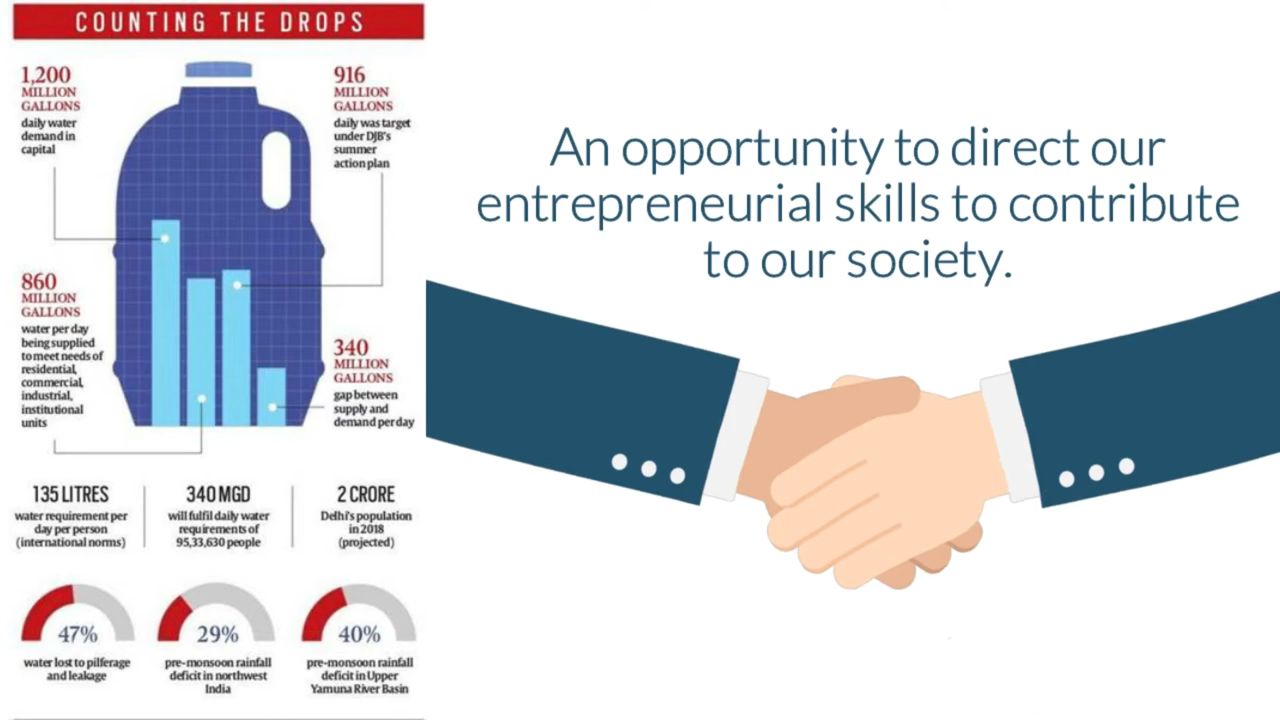 COUNTING THE DROPS
1,200
MILLION
GALLONS
daily water
demand in
capital
916
MILLION
GALLONS
daily was target
under DJB's
summer
action plan
860
MILLION
GALLONS
water per day
being supplied
to meet needs of
residential,
commercial,
industrial,
institutional
units
340
MILLION
GALLONS
gap between
supply and
demand per day
135 LITRES
water requirement per
day per person
(international norms)
340 MGD
will fulfil daily water
requirements of
95,33,630 people
2 CRORE
Delhi's population
in 2018
(projected)
47%
water lost to pilferage
and leakage
29%
pre-monsoon rainfall
deficit in northwest
India
40%
pre-monsoon rainfall
deficit in Upper
Yamuna River Basin
An opportunity to direct our
entrepreneurial skills to contribute
to our society.